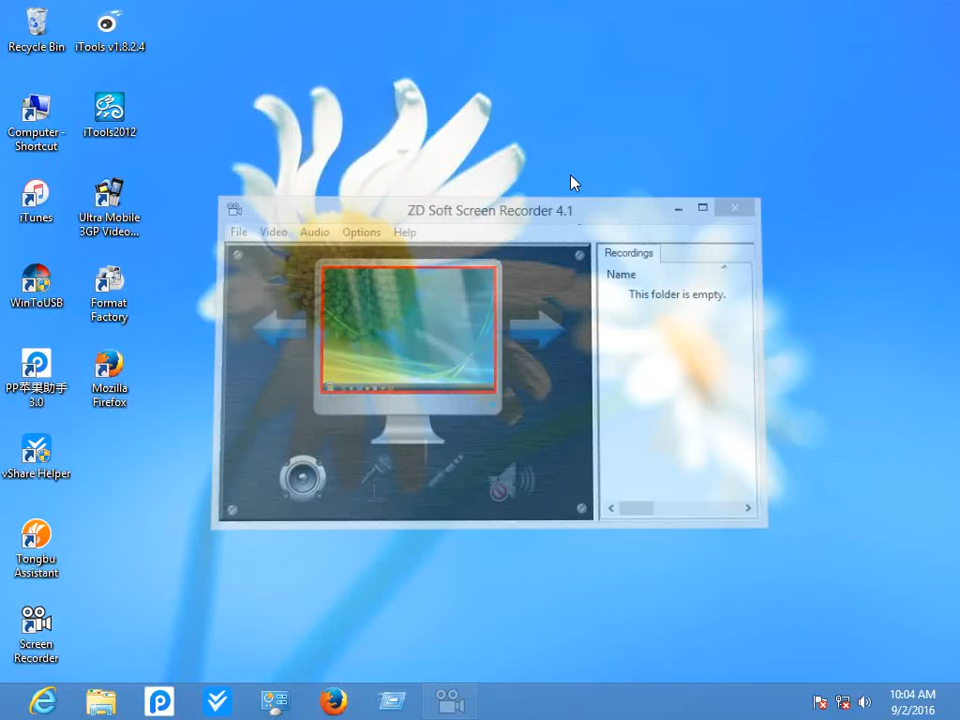 Recycle Bin
iTools v1.8.2.4
Computer -
Shortcut
iTools2012
iTunes
Ultra Mobile
3GP Video...
WinToUSB
Format
Factory
PP苹果助手
3.0
Mozilla
Firefox
vShare Helper
Tongbu
Assistant
Screen
Recorder
ZD Soft Screen Recorder 4.1
File Video Audio Options Help
Recordings
Name
This folder is empty.
10:04 AM
9/2/2016